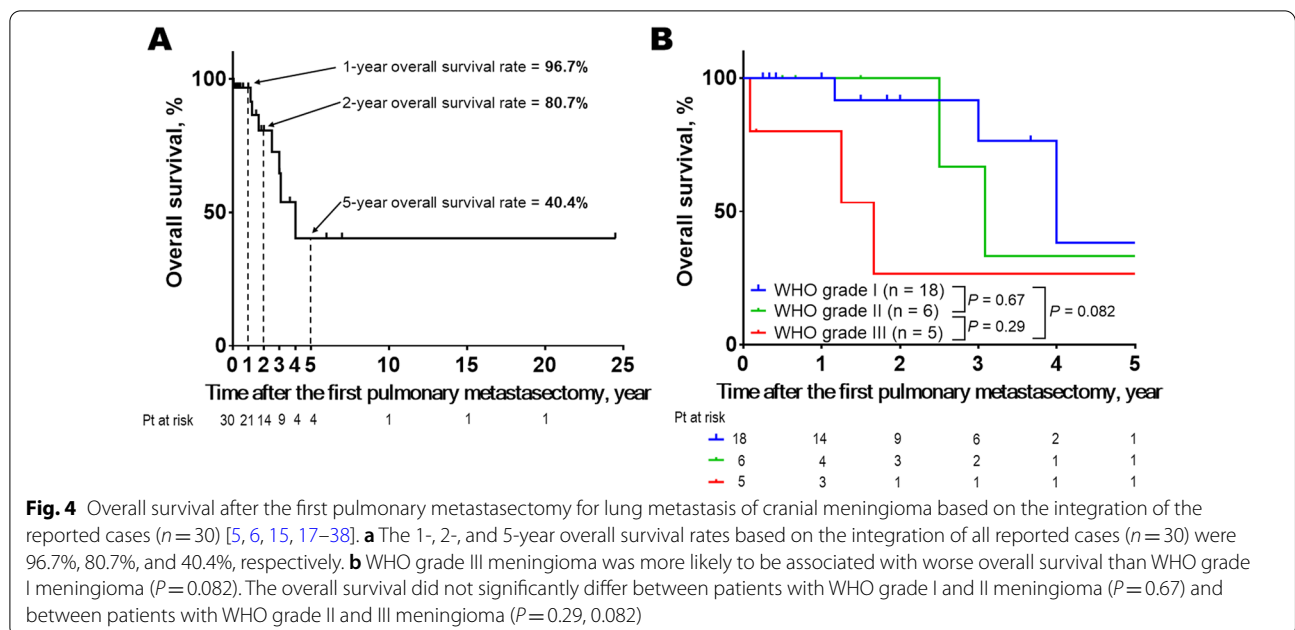 A
Overall survival, %
100
50
0
1-year overall survival rate = 96.7%
2-year overall survival rate = 80.7%
5-year overall survival rate = 40.4%
0 1 2 3 4 5 10 15 20 25
Time after the first pulmonary metastasectomy, year
Pt at risk 30 21 14 9 4 4 1 1 1
B
Overall survival, %
100
50
0
WHO grade I (n = 18)
WHO grade II (n = 6)
WHO grade III (n = 5)
P = 0.67
P = 0.29
P = 0.082
0 1 2 3 4 5
Time after the first pulmonary metastasectomy, year
Pt at risk
18 14 9 6 2 1
6 4 3 2 1 1
5 3 1 1 1 1
Fig. 4 Overall survival after the first pulmonary metastasectomy for lung metastasis of cranial meningioma based on the integration of the
reported cases (n = 30) [5, 6, 15, 17–38]. a The 1-, 2-, and 5-year overall survival rates based on the integration of all reported cases (n = 30) were
96.7%, 80.7%, and 40.4%, respectively. b WHO grade III meningioma was more likely to be associated with worse overall survival than WHO grade
I meningioma (P = 0.082). The overall survival did not significantly differ between patients with WHO grade I and II meningioma (P = 0.67) and
between patients with WHO grade II and III meningioma (P = 0.29, 0.082)